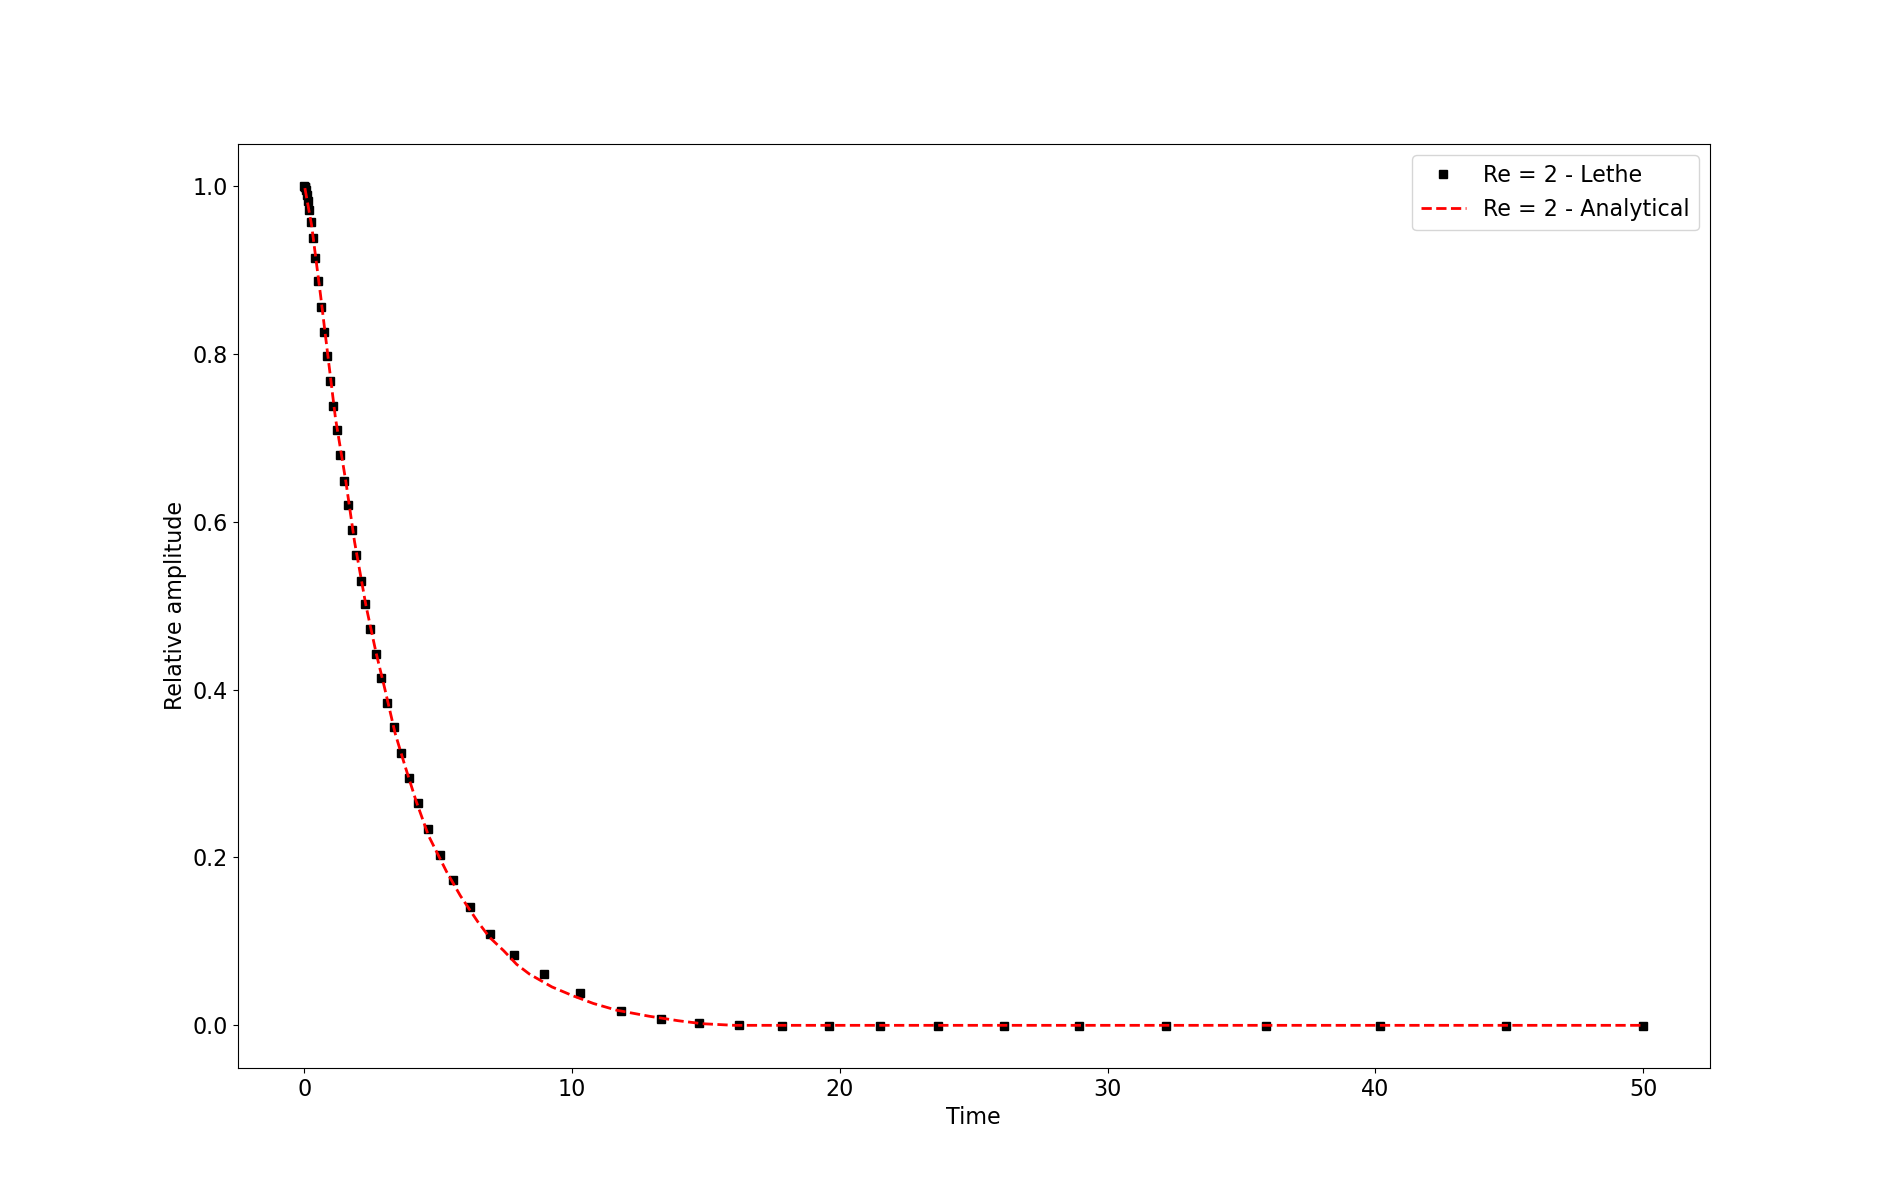 Re = 2 - Lethe
Re = 2 - Analytical
1.0
0.8
0.6
0.4
0.2
0.0
Relative amplitude
0 10 20 30 40 50
Time